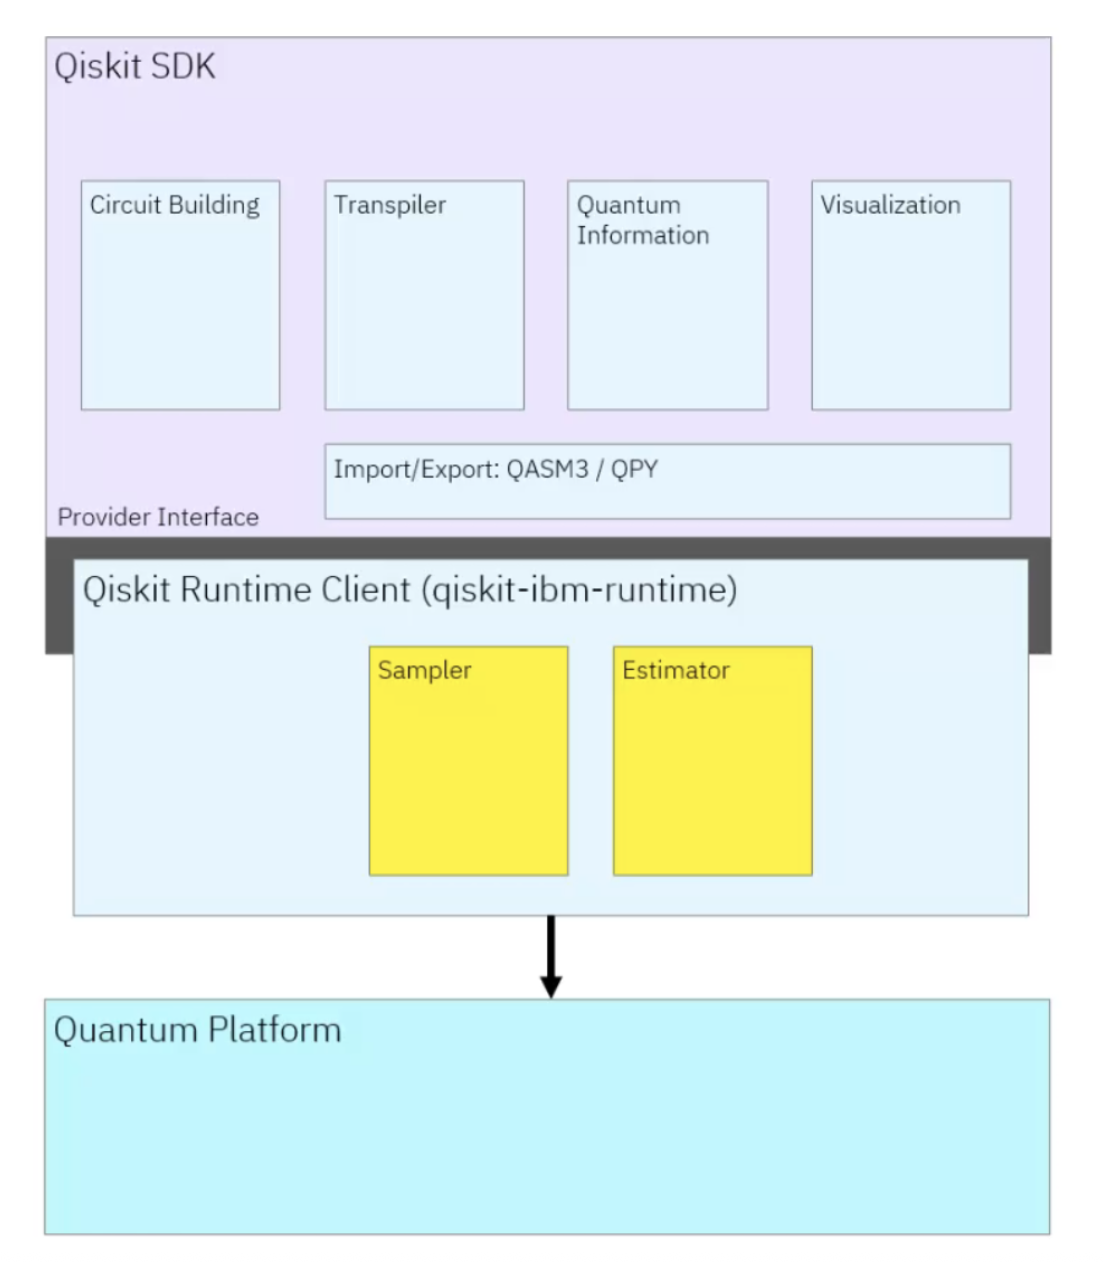 Qiskit SDK
Circuit Building
Transpiler
Quantum
Information
Visualization
Import/Export: QASM3 / QPY
Provider Interface
Qiskit Runtime Client (qiskit-ibm-runtime)
Sampler
Estimator
Quantum Platform